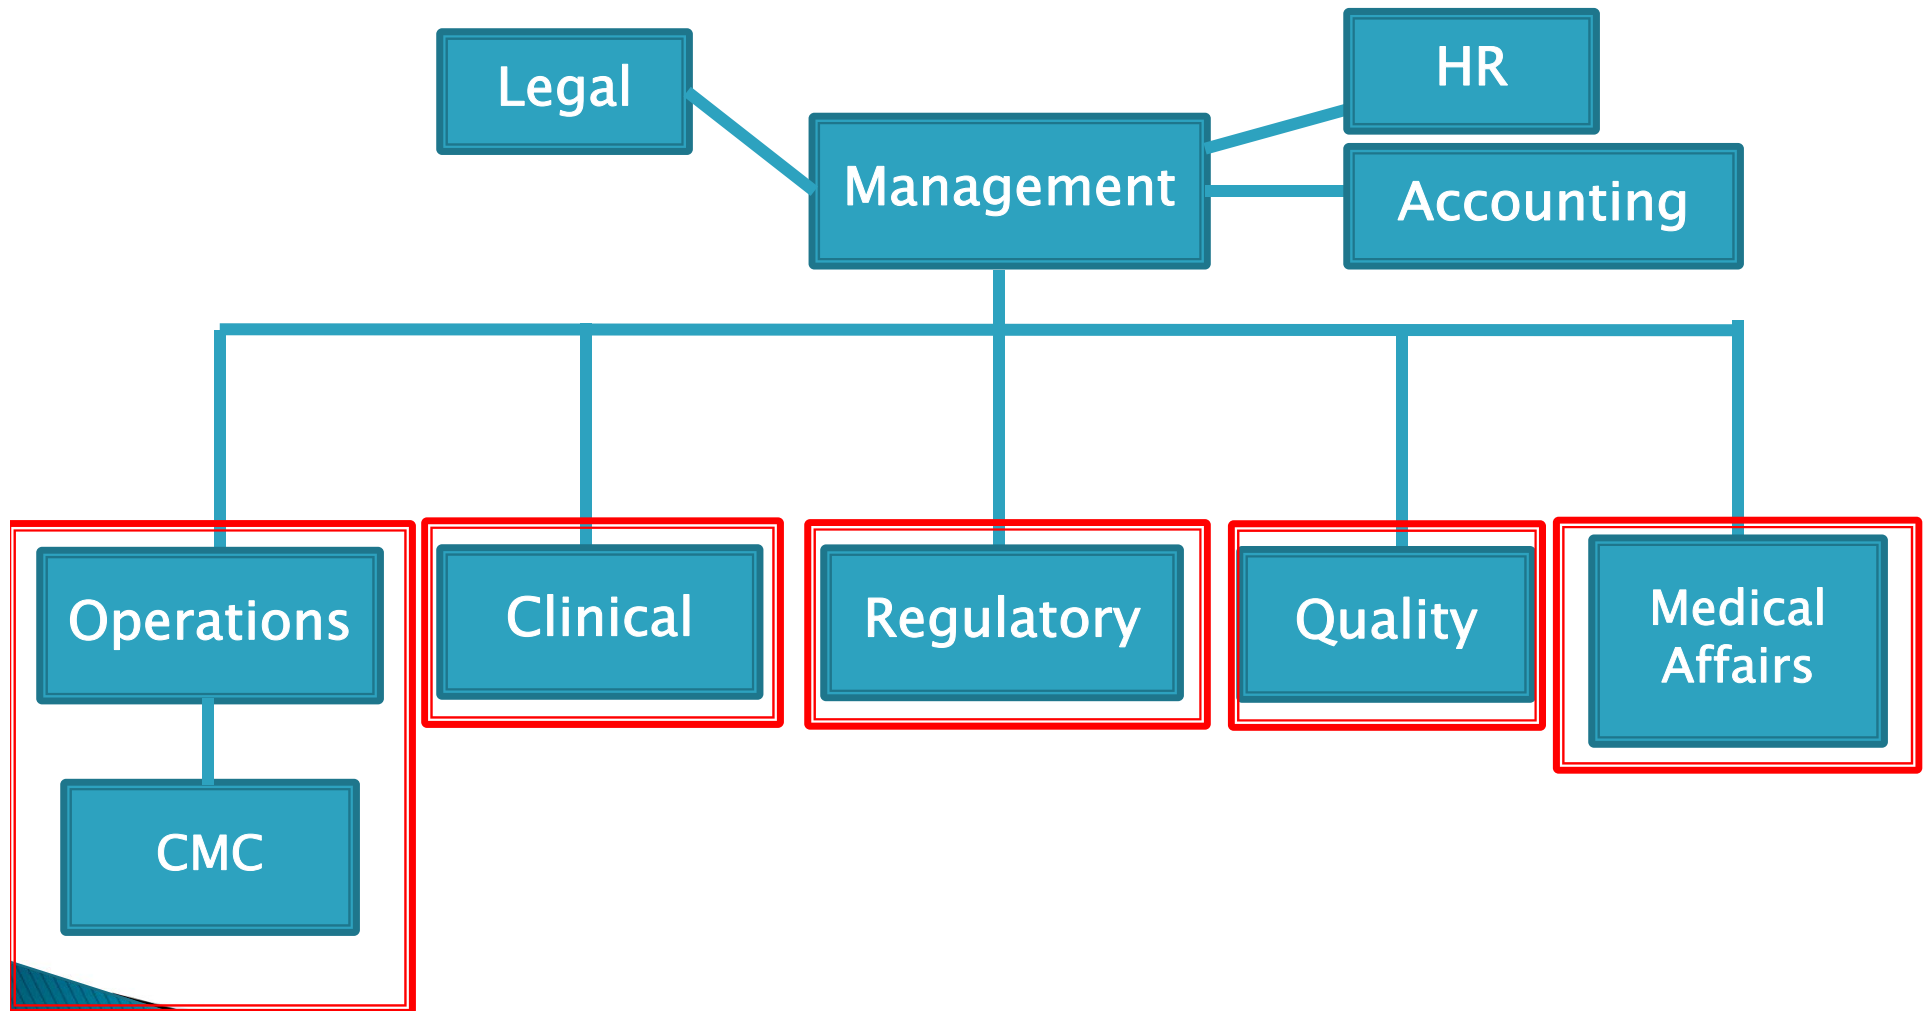 Legal
HR
Management
Accounting
Operations
Clinical
Regulatory
Quality
Medical
Affairs
CMC